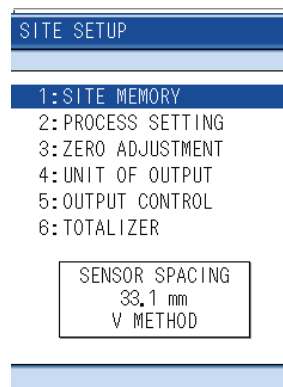 SITE SETUP
1:SITE MEMORY
2:PROCESS SETTING
3:ZERO ADJUSTMENT
4:UNIT OF OUTPUT
5:OUTPUT CONTROL
6:TOTALIZER
SENSOR SPACING
33.1 mm
V METHOD